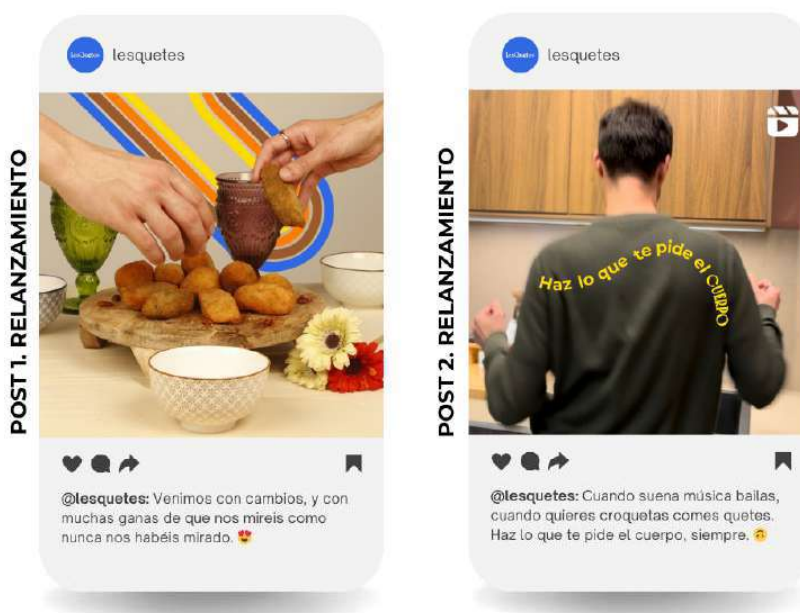 POST 1. RELANZAMIENTO
lesquetes
@lesquetes: Venimos con cambios, y con
muchas ganas de que nos mireis como
nunca nos habéis mirado. 😍
POST 2. RELANZAMIENTO
lesquetes
Haz lo que te pide el CUERPO
@lesquetes: Cuando suena música bailas,
cuando quieres croquetas comes quetes.
Haz lo que te pide el cuerpo, siempre. 🙃